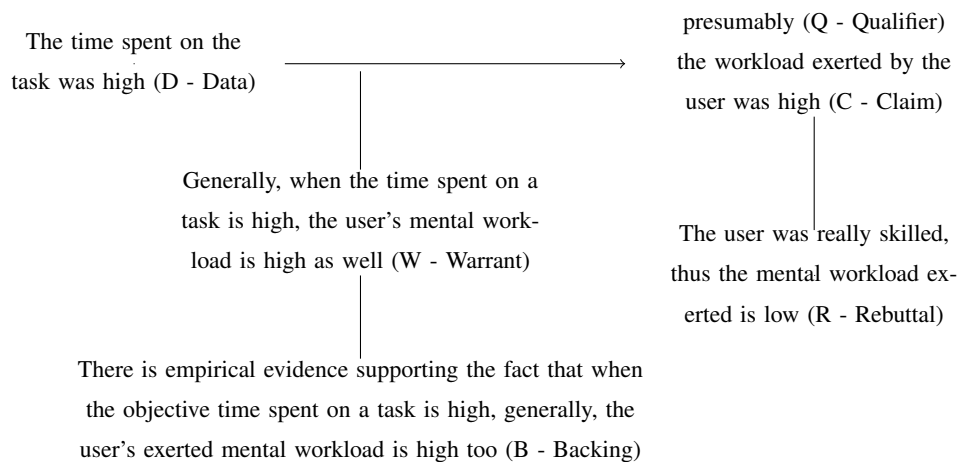 The time spent on the
task was high (D - Data)
presumably (Q - Qualifier)
the workload exerted by the
user was high (C - Claim)
Generally, when the time spent on a
task is high, the user's mental work-
load is high as well (W - Warrant)
The user was really skilled,
thus the mental workload ex-
erted is low (R - Rebuttal)
There is empirical evidence supporting the fact that when
the objective time spent on a task is high, generally, the
user's exerted mental workload is high too (B - Backing)